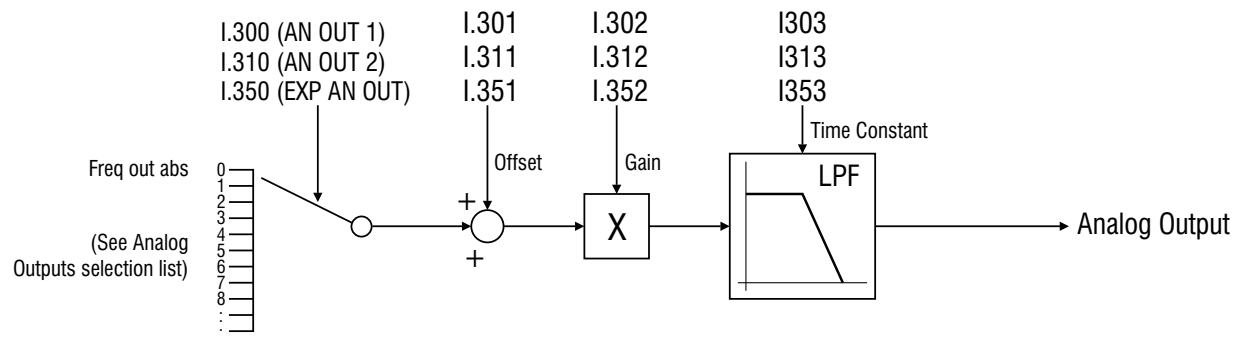 I.300 (AN OUT 1)
I.310 (AN OUT 2)
I.350 (EXP AN OUT)
I.301
I.311
I.351
I.302
I.312
I.352
I303
I313
I353
Offset
Gain
Time Constant
Freq out abs
(See Analog
Outputs selection list)
0
1
2
3
4
5
6
7
8
.
.
+
+
X
LPF
Analog Output